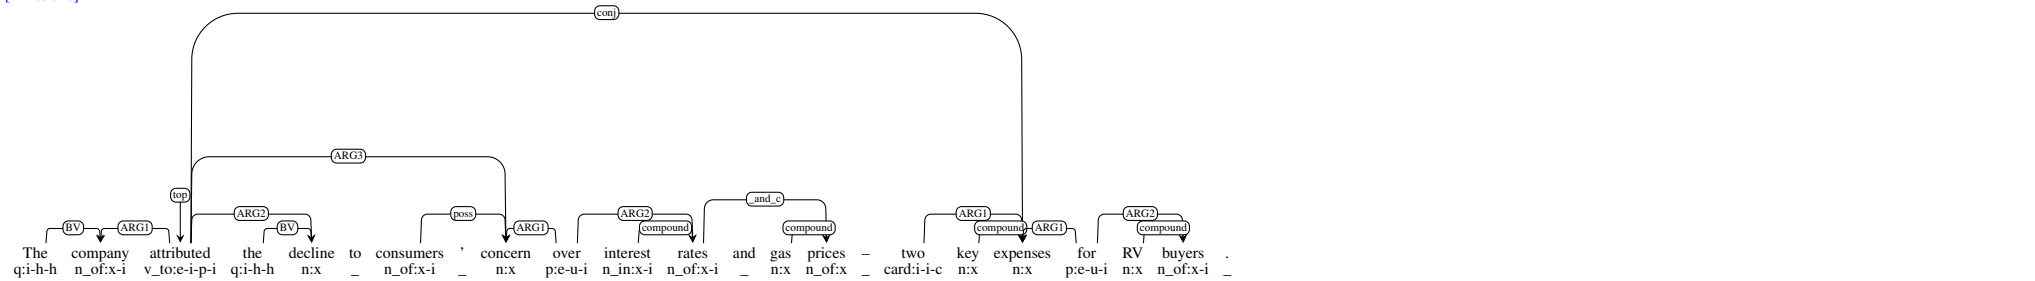 conj
ARG3
top
_and_c
ARG2 poss ARG2 ARG1 ARG2
BV ARG1 BV ARG1 compound compound compound ARG1 compound
The company attributed the decline to consumers ' concern over interest rates and gas prices – two key expenses for RV buyers .
q:i-h-h n_of:x-i v_to:e-i-p-i q:i-h-h n:x _ n_of:x-i _ n:x p:e-u-i n_in:x-i n_of:x-i _ n:x n_of:x _ card:i-i-c n:x n:x p:e-u-i n:x n_of:x-i _